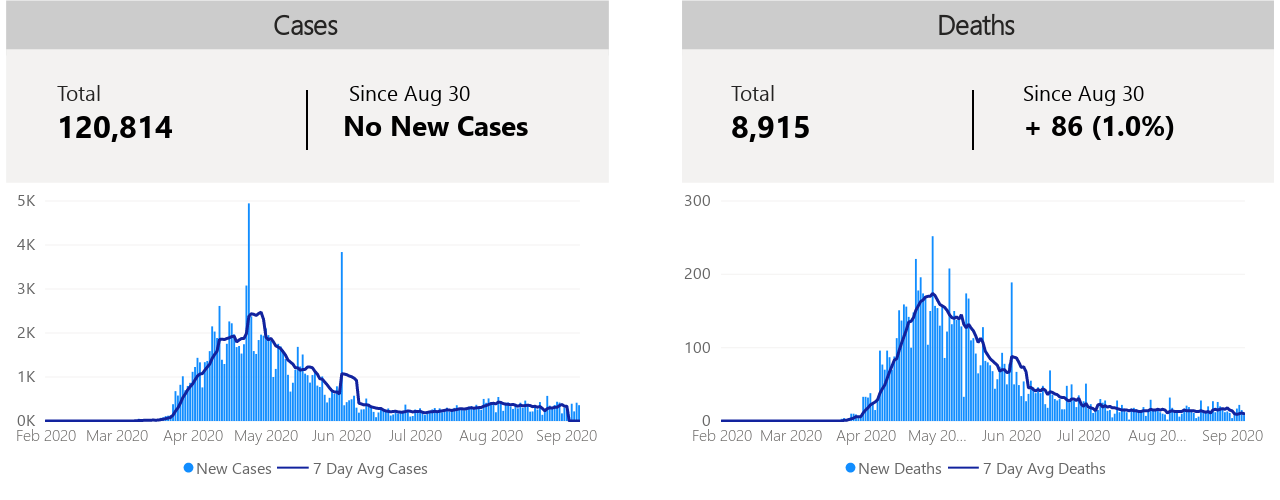 Cases
Total
120,814
Since Aug 30
No New Cases
5K
4K
3K
2K
1K
0K
Feb 2020 Mar 2020 Apr 2020 May 2020 Jun 2020 Jul 2020 Aug 2020 Sep 2020
New Cases 7 Day Avg Cases
Deaths
Total
8,915
Since Aug 30
+ 86 (1.0%)
300
200
100
0
Feb 2020 Mar 2020 Apr 2020 May 20... Jun 2020 Jul 2020 Aug 20... Sep 2020
New Deaths 7 Day Avg Deaths